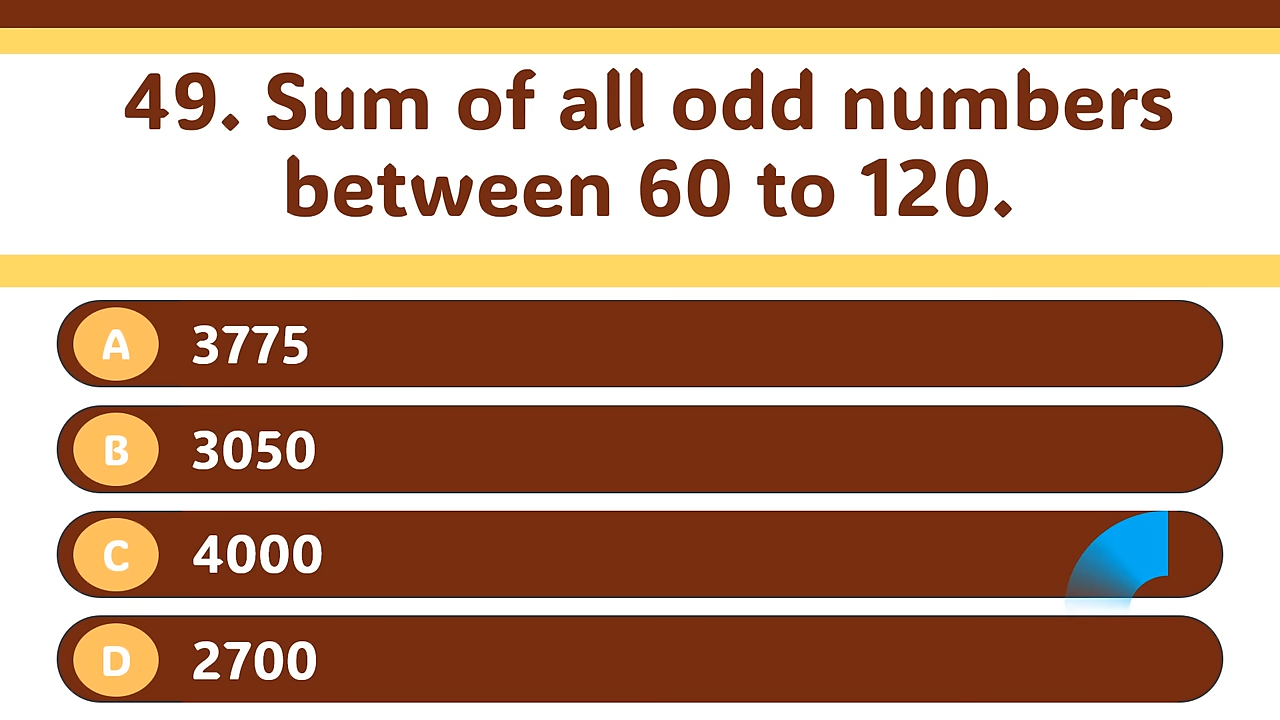 49. Sum of all odd numbers
between 60 to 120.
A 3775
B 3050
C 4000
D 2700